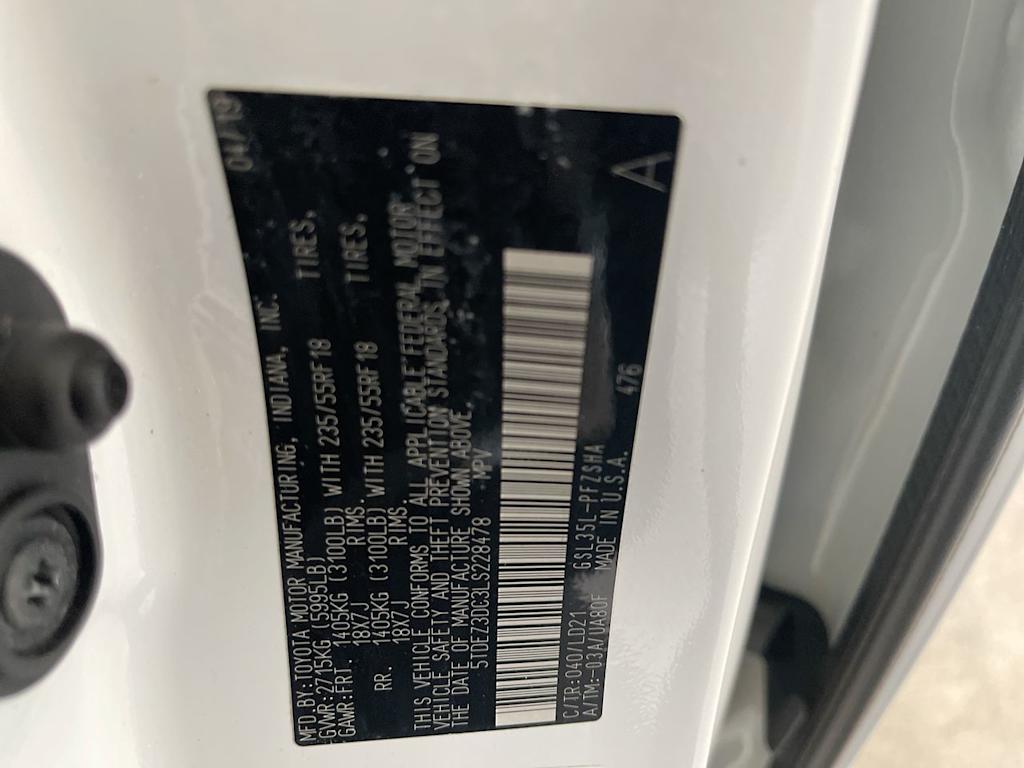 MFD.BY: TOYOTA MOTOR MANUFACTURING, INDIANA, INC. 04/19
GVWR: 2715KG (5995LB)
GAWR: FRT. 1405KG (3100LB) WITH 235/55RF18 TIRES,
18X7J RIMS.
RR. 1405KG (3100LB) WITH 235/55RF18 TIRES,
18X7J RIMS.
THIS VEHICLE CONFORMS TO ALL APPLICABLE FEDERAL MOTOR
VEHICLE SAFETY AND THEFT PREVENTION STANDARDS IN EFFECT ON
THE DATE OF MANUFACTURE SHOWN ABOVE.
5TDEZ3DC3LS228478 MPV
C/TR: 040/LD21 GSL35L-PFZSHA 476 A
A/TM: -03A/UA80F MADE IN U.S.A.